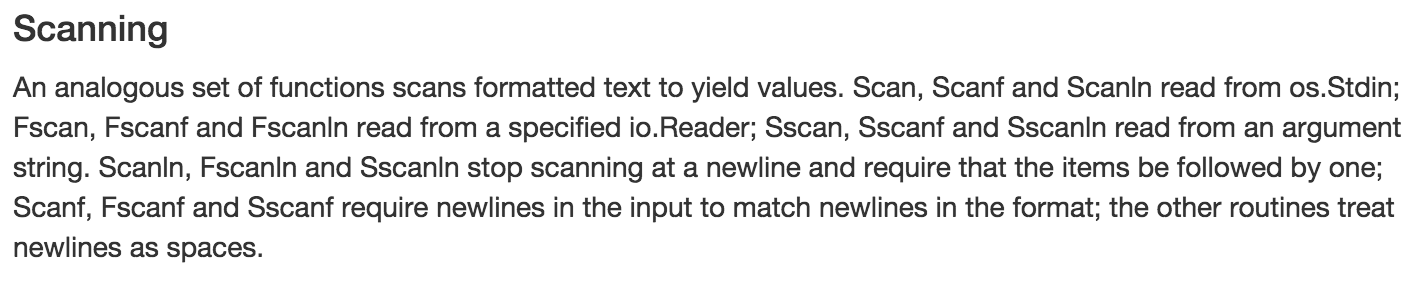 Scanning
An analogous set of functions scans formatted text to yield values. Scan, Scanf and Scanln read from os.Stdin;
Fscan, Fscanf and Fscanln read from a specified io.Reader; Sscan, Sscanf and Sscanln read from an argument
string. Scanln, Fscanln and Sscanln stop scanning at a newline and require that the items be followed by one;
Scanf, Fscanf and Sscanf require newlines in the input to match newlines in the format; the other routines treat
newlines as spaces.